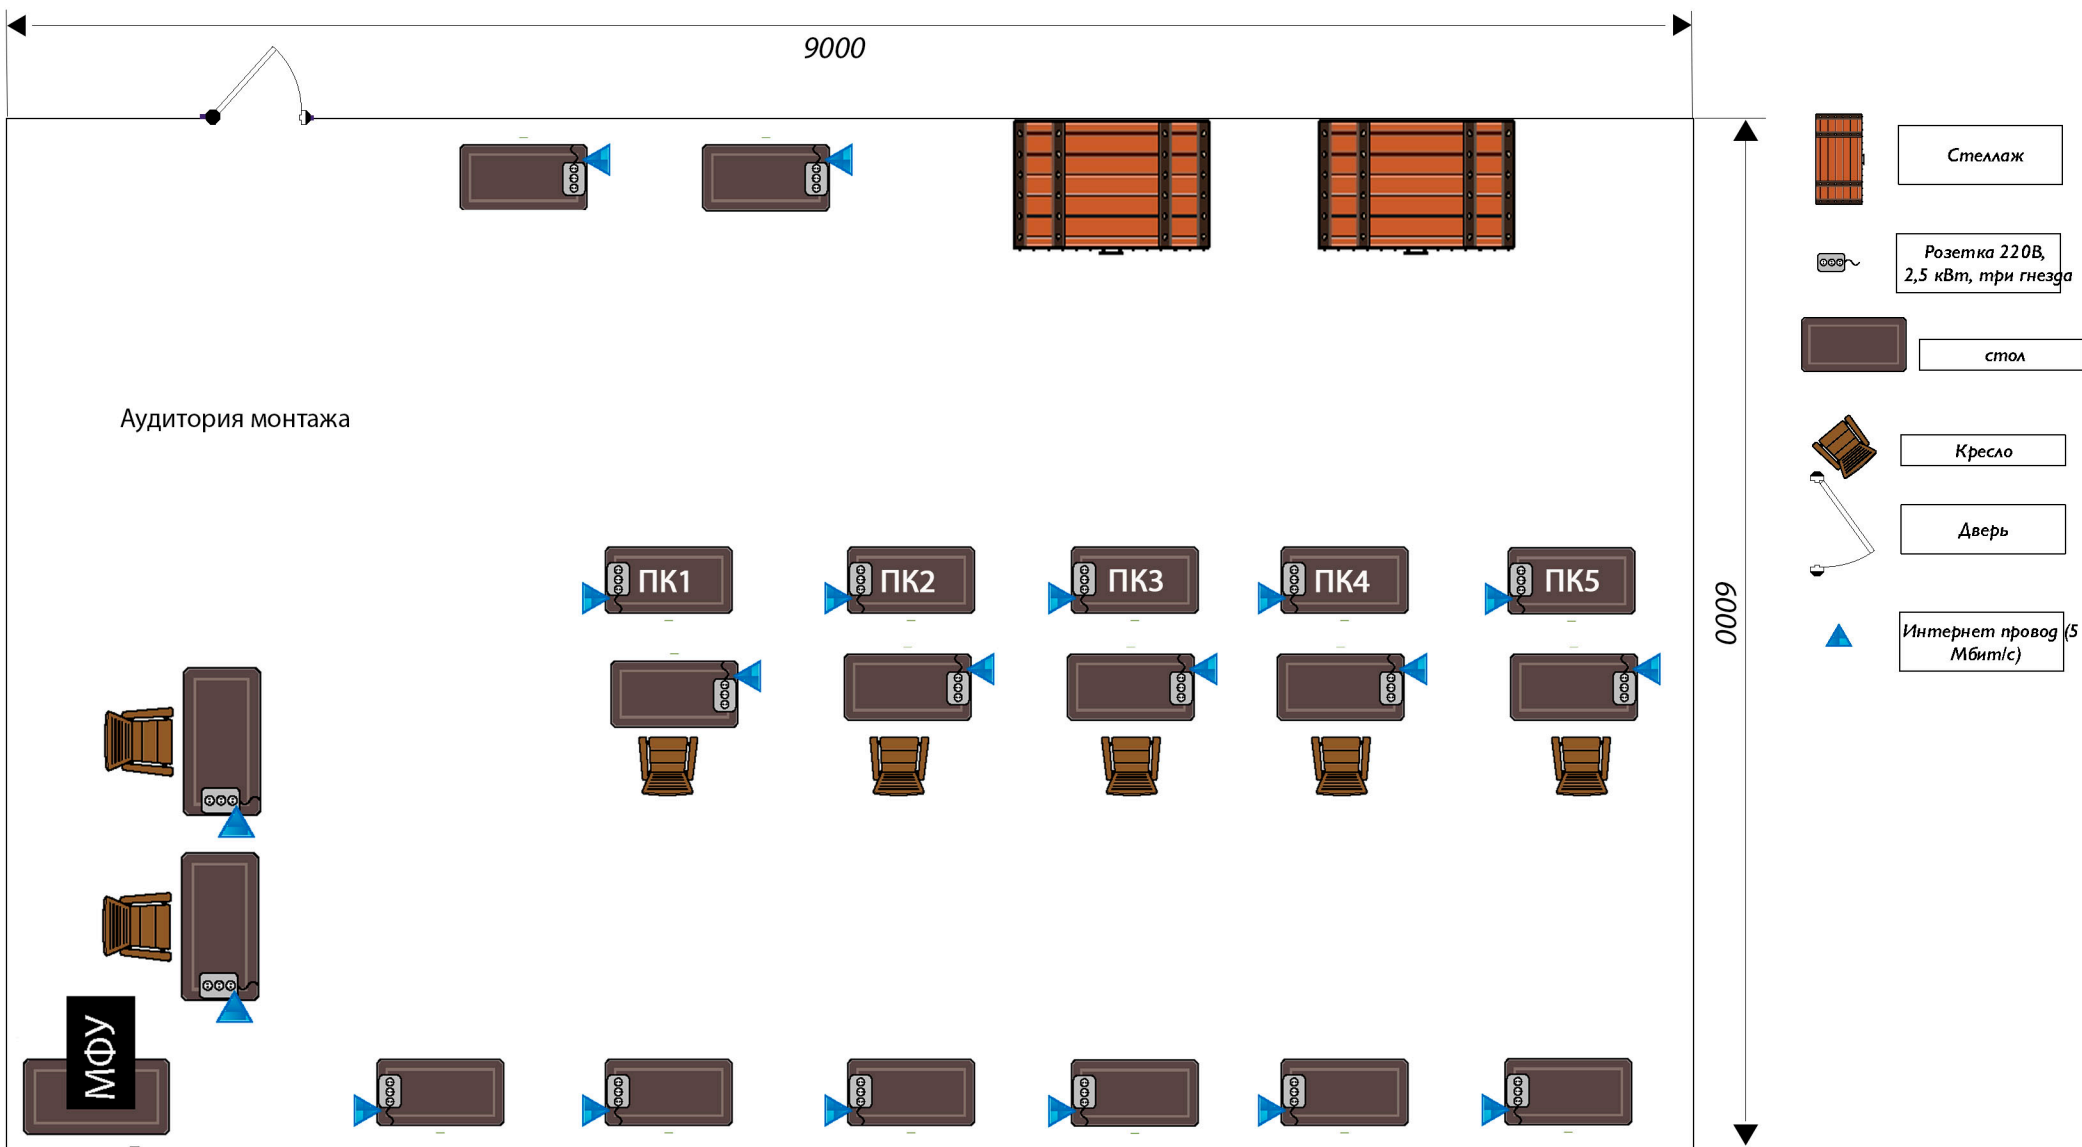 9000
Стеллаж
Розетка 220В,
2,5 кВт, три гнезда
стол
Аудитория монтажа
Кресло
Дверь
ПК1
ПК2
ПК3
ПК4
ПК5
6000
Интернет провод (5
Мбит/с)
МФУ